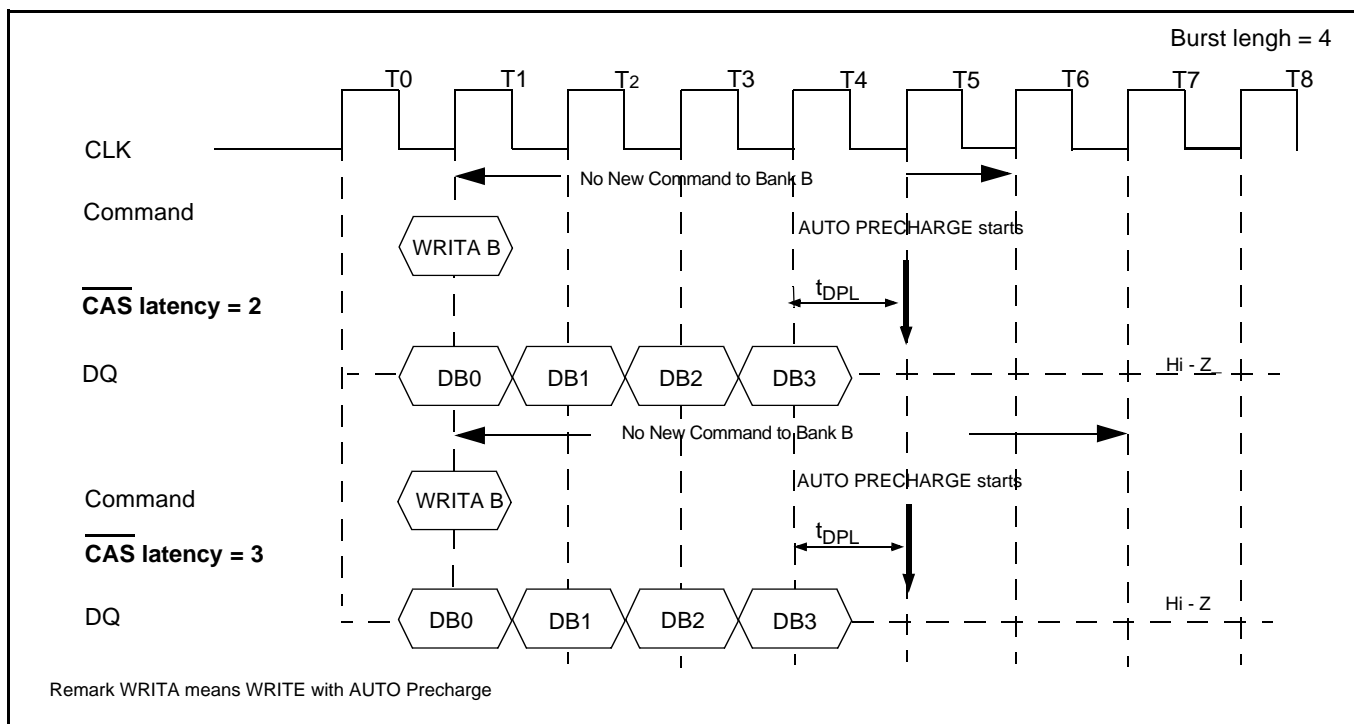 Burst lengh = 4
T0 T1 T2 T3 T4 T5 T6 T7 T8
CLK
No New Command to Bank B
Command
AUTO PRECHARGE starts
WRITA B
tDPL
CAS latency = 2
DQ
DB0 DB1 DB2 DB3
Hi - Z
No New Command to Bank B
AUTO PRECHARGE starts
Command
WRITA B
tDPL
CAS latency = 3
DQ
DB0 DB1 DB2 DB3
Hi - Z
Remark WRITA means WRITE with AUTO Precharge